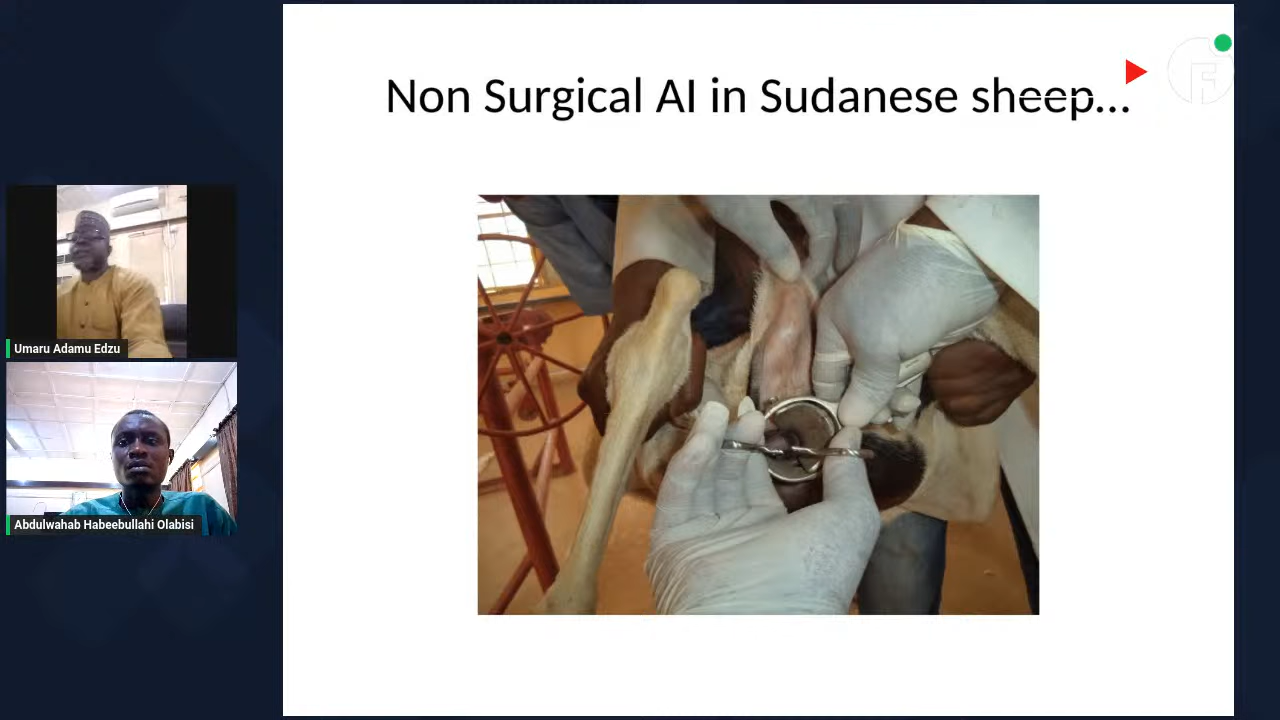 Non Surgical AI in Sudanese sheep...
Umaru Adamu Edzu
Abdulwahab Habeebullahi Olabisi